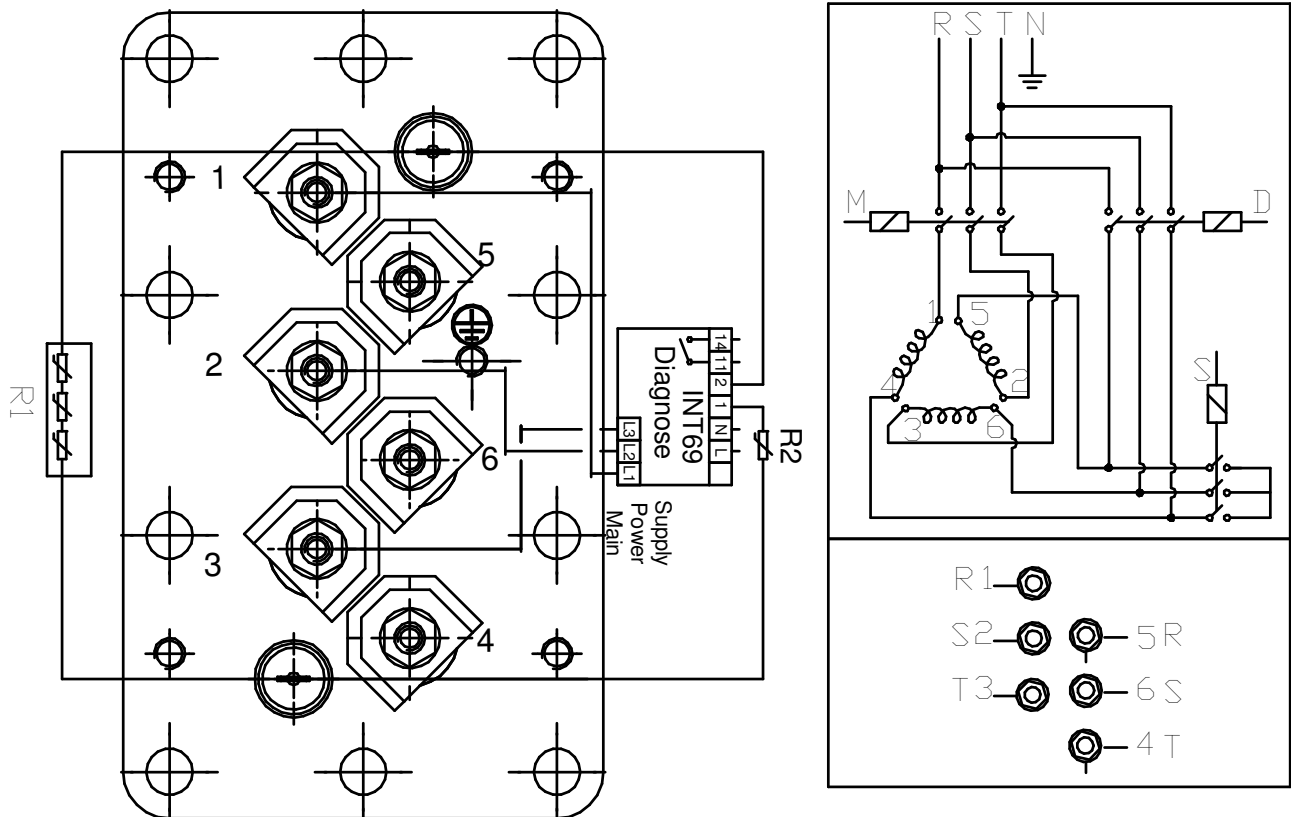 1
5
2
6
3
4
R1
14
11
2
1
N
L
INT69
Diagnose
L3
L2
L1
R2
Supply
Power
Main
R S T N
M
D
1
5
4
2
3
6
S
R1
S2
5R
T3
6S
4T